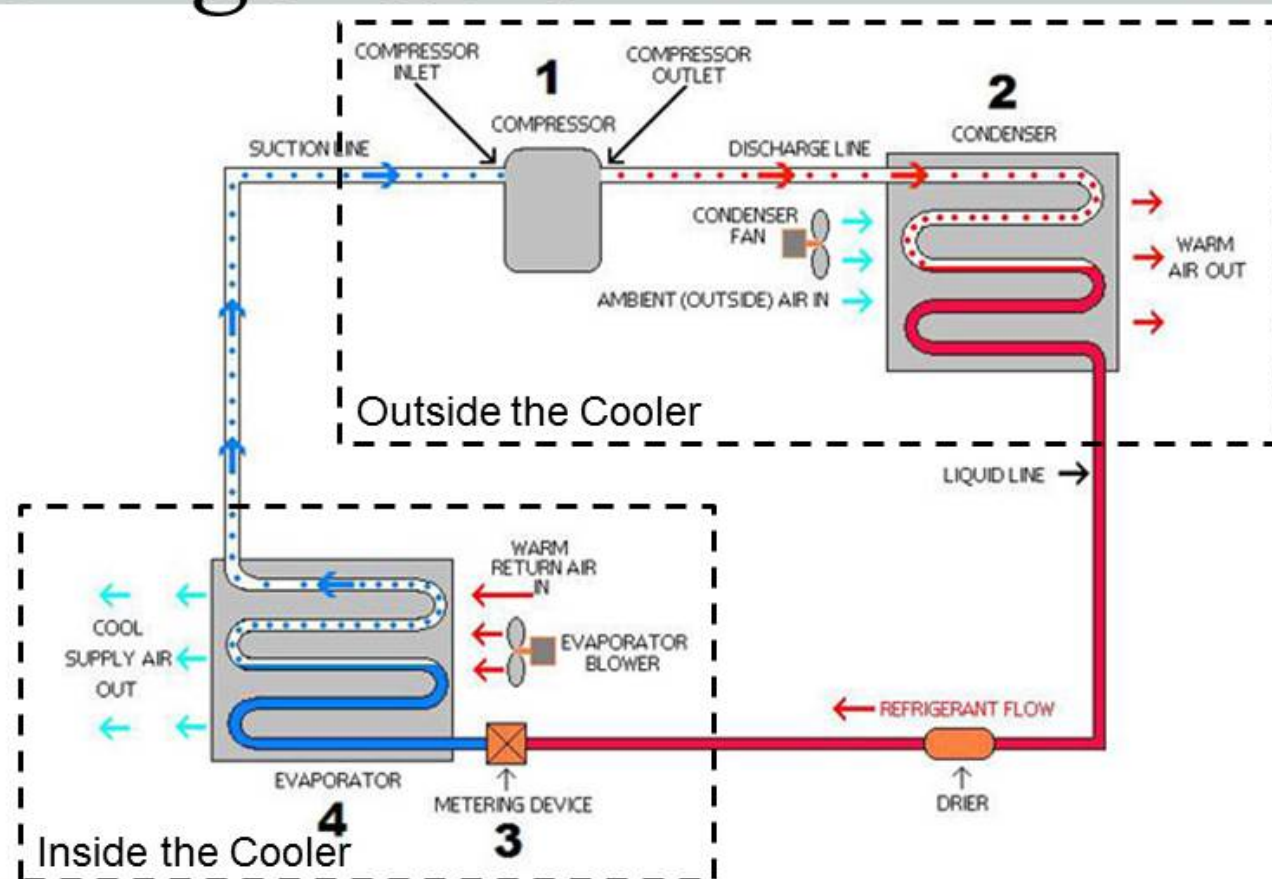 COMPRESSOR
INLET
1
COMPRESSOR
OUTLET
2
COMPRESSOR
CONDENSER
SUCTION LINE
DISCHARGE LINE
CONDENSER
FAN
WARM
AIR OUT
AMBIENT (OUTSIDE) AIR IN
Outside the Cooler
LIQUID LINE
WARM
RETURN AIR
IN
COOL
SUPPLY AIR
OUT
EVAPORATOR
BLOWER
REFRIGERANT FLOW
EVAPORATOR
4
METERING DEVICE
3
DRIER
Inside the Cooler